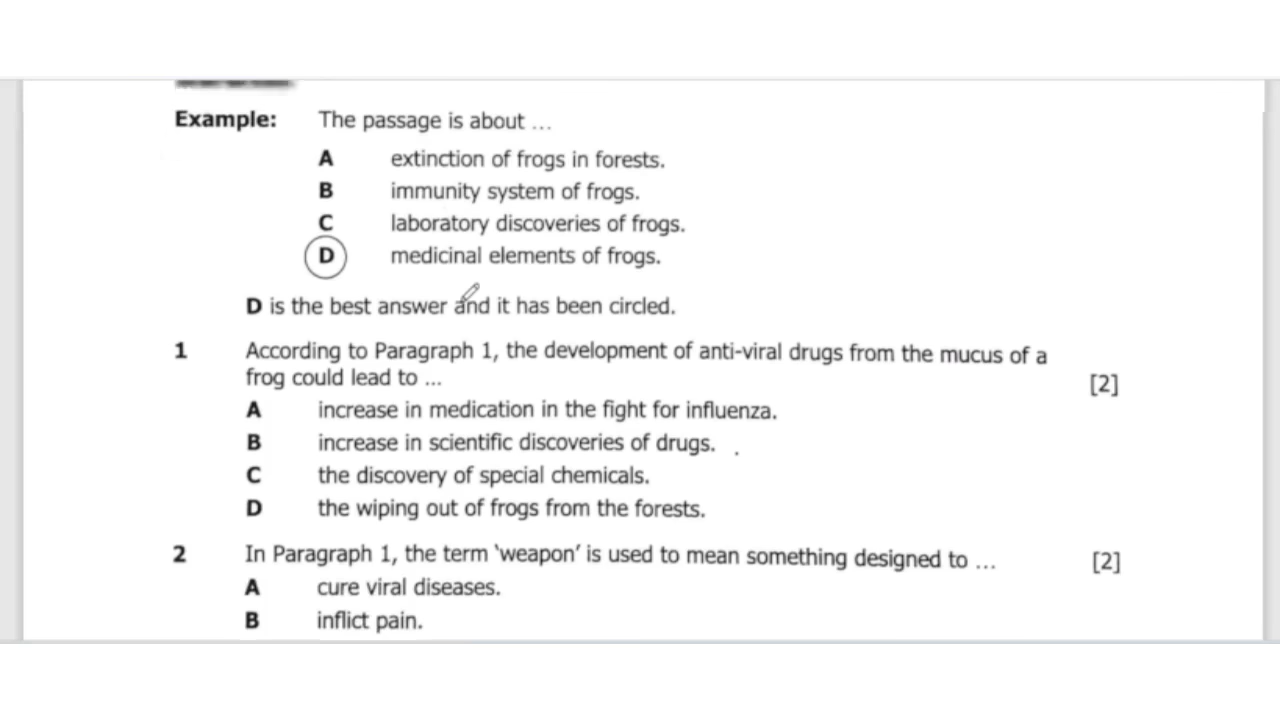 Example: The passage is about ...
A extinction of frogs in forests.
B immunity system of frogs.
C laboratory discoveries of frogs.
D medicinal elements of frogs.
D is the best answer and it has been circled.
1 According to Paragraph 1, the development of anti-viral drugs from the mucus of a
frog could lead to ... [2]
A increase in medication in the fight for influenza.
B increase in scientific discoveries of drugs.
C the discovery of special chemicals.
D the wiping out of frogs from the forests.
2 In Paragraph 1, the term ‘weapon’ is used to mean something designed to ... [2]
A cure viral diseases.
B inflict pain.